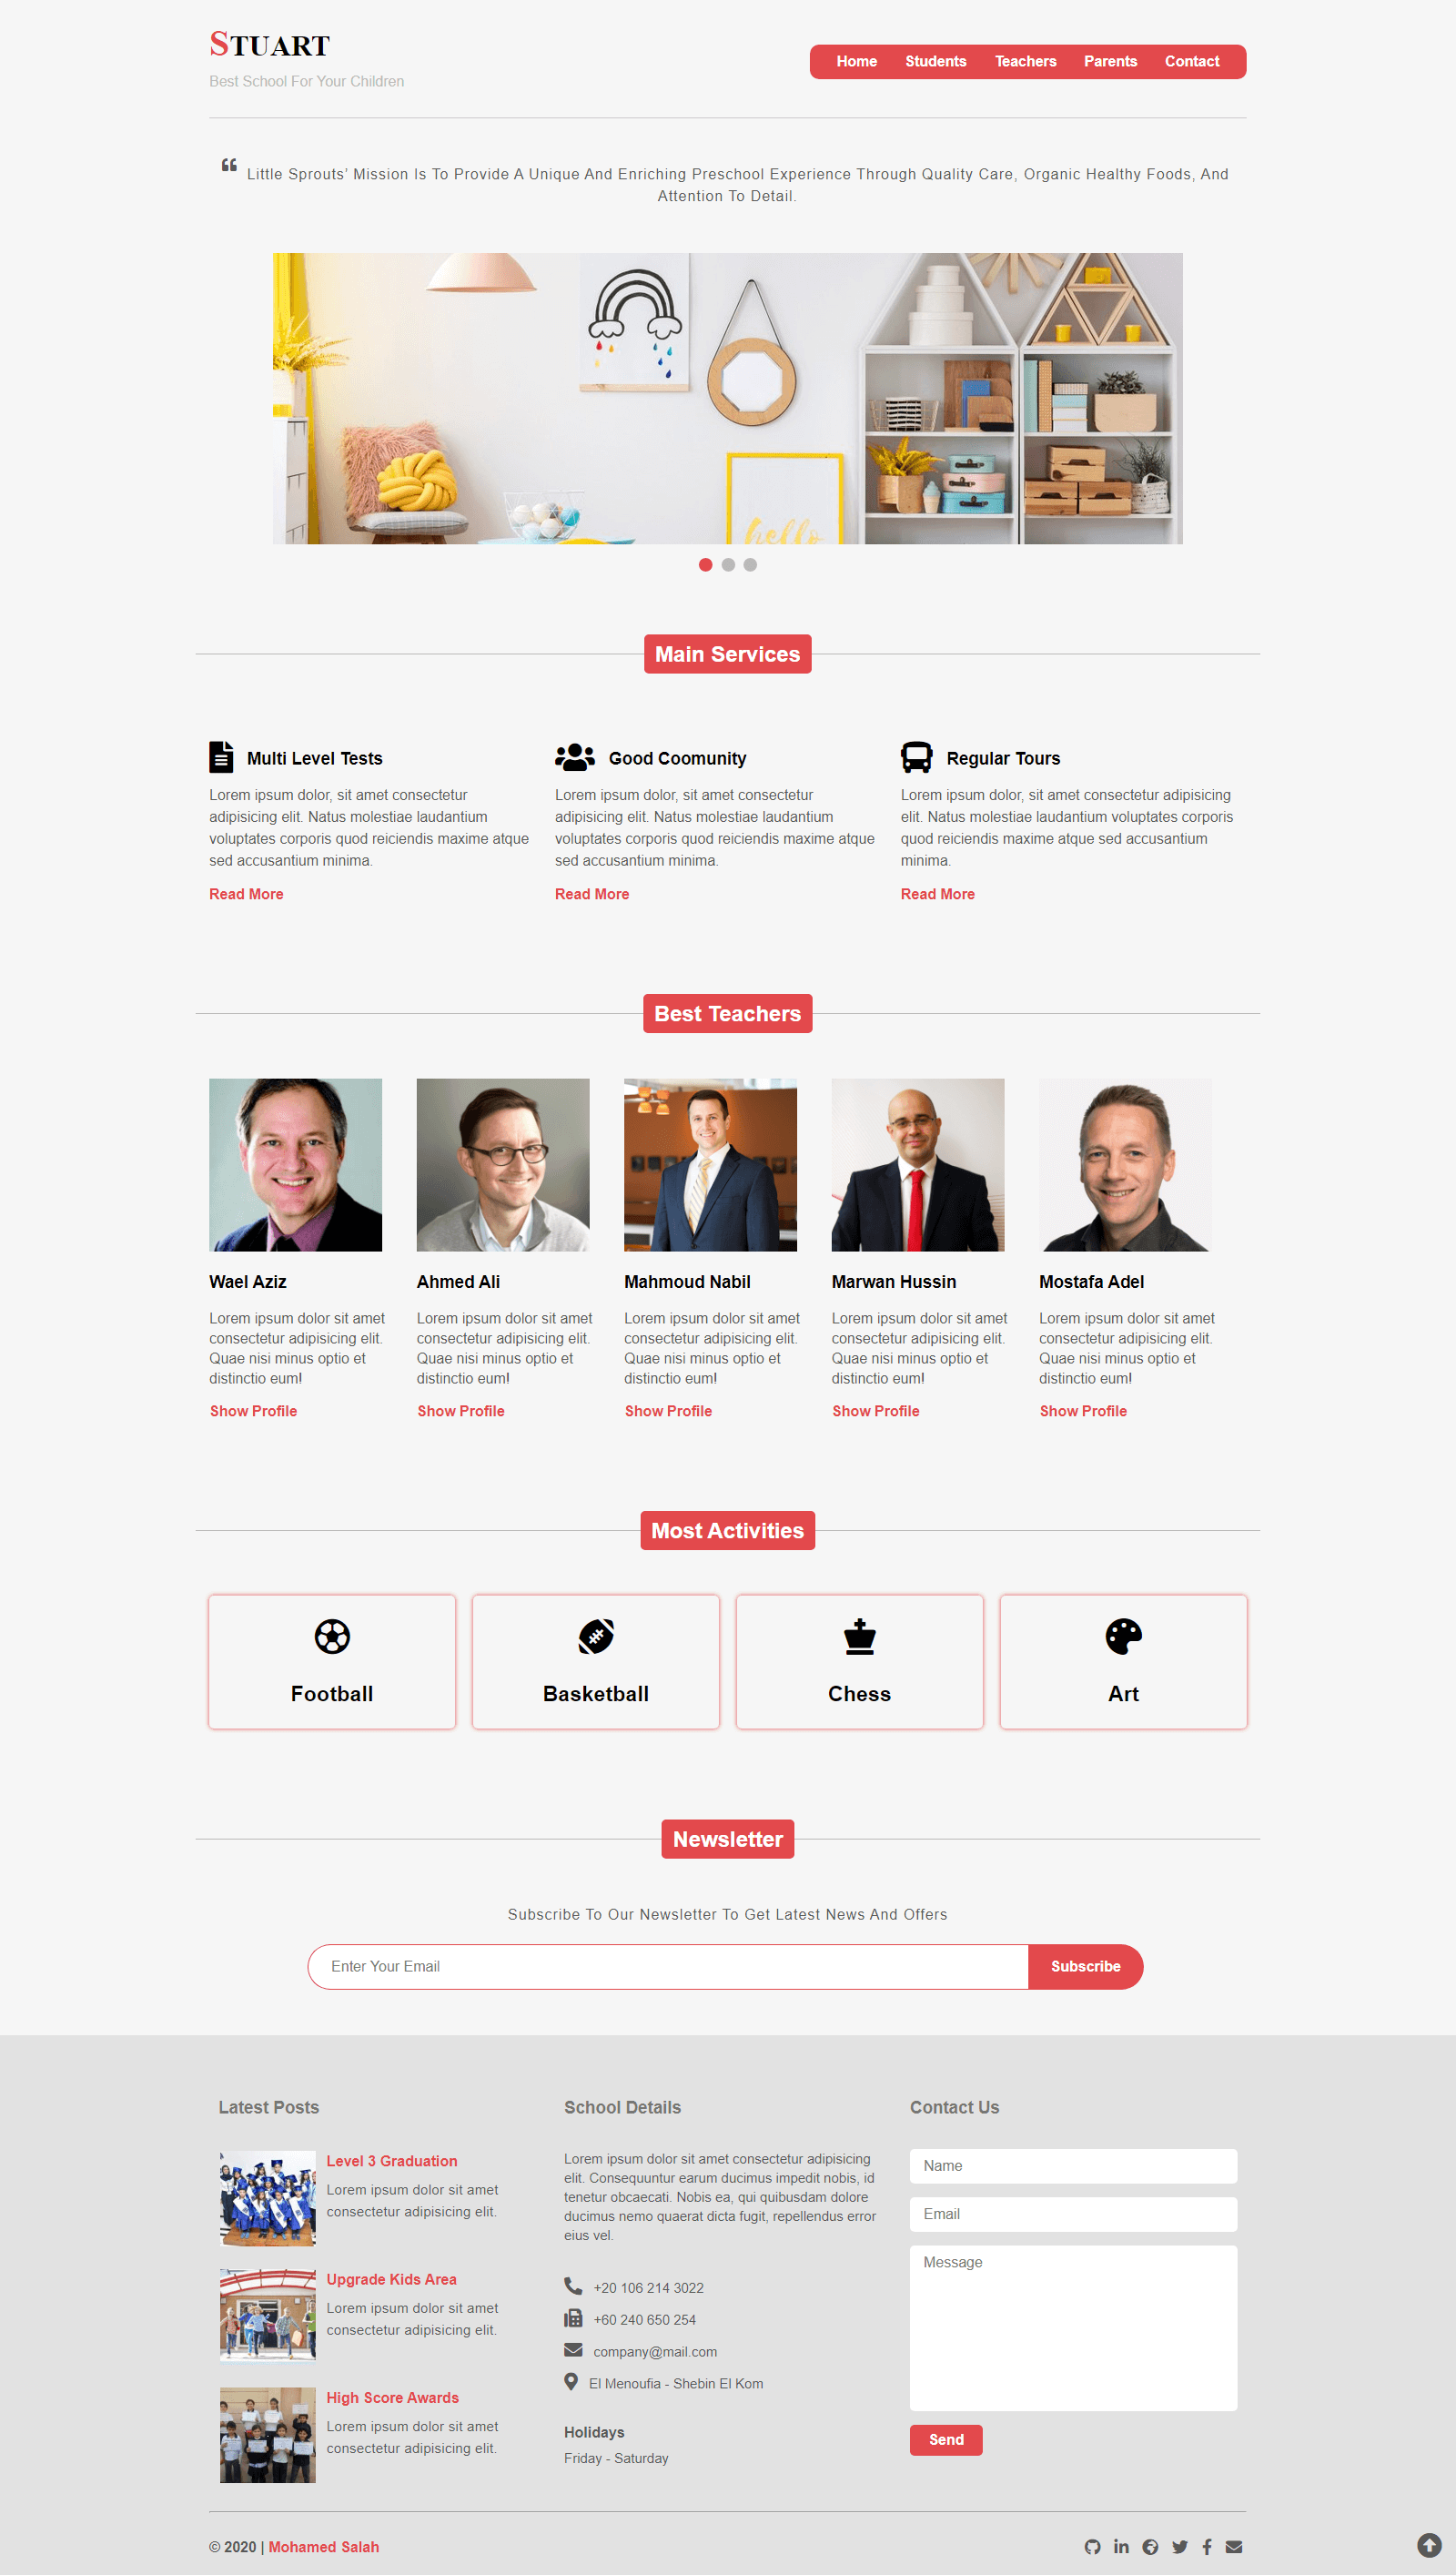 STUART
Best School For Your Children
Home Students Teachers Parents Contact
Little Sprouts' Mission Is To Provide A Unique And Enriching Preschool Experience Through Quality Care, Organic Healthy Foods, And
Attention To Detail.
hello
Main Services
Multi Level Tests
Lorem ipsum dolor, sit amet consectetur
adipisicing elit. Natus molestiae laudantium
voluptates corporis quod reiciendis maxime atque
sed accusantium minima.
Read More
Good Coomunity
Lorem ipsum dolor, sit amet consectetur
adipisicing elit. Natus molestiae laudantium
voluptates corporis quod reiciendis maxime atque
sed accusantium minima.
Read More
Regular Tours
Lorem ipsum dolor, sit amet consectetur adipisicing
elit. Natus molestiae laudantium voluptates corporis
quod reiciendis maxime atque sed accusantium
minima.
Read More
Best Teachers
Wael Aziz
Lorem ipsum dolor sit amet
consectetur adipisicing elit.
Quae nisi minus optio et
distinctio eum!
Show Profile
Ahmed Ali
Lorem ipsum dolor sit amet
consectetur adipisicing elit.
Quae nisi minus optio et
distinctio eum!
Show Profile
Mahmoud Nabil
Lorem ipsum dolor sit amet
consectetur adipisicing elit.
Quae nisi minus optio et
distinctio eum!
Show Profile
Marwan Hussin
Lorem ipsum dolor sit amet
consectetur adipisicing elit.
Quae nisi minus optio et
distinctio eum!
Show Profile
Mostafa Adel
Lorem ipsum dolor sit amet
consectetur adipisicing elit.
Quae nisi minus optio et
distinctio eum!
Show Profile
Most Activities
Football
Basketball
Chess
Art
Newsletter
Subscribe To Our Newsletter To Get Latest News And Offers
Enter Your Email
Subscribe
Latest Posts
Level 3 Graduation
Lorem ipsum dolor sit amet
consectetur adipisicing elit.
Upgrade Kids Area
Lorem ipsum dolor sit amet
consectetur adipisicing elit.
High Score Awards
Lorem ipsum dolor sit amet
consectetur adipisicing elit.
School Details
Lorem ipsum dolor sit amet consectetur adipisicing
elit. Consequuntur earum ducimus impedit nobis, id
tenetur obcaecati. Nobis ea, qui quibusdam dolore
ducimus nemo quaerat dicta fugit, repellendus error
eius vel.
+20 106 214 3022
+60 240 650 254
company@mail.com
El Menoufia - Shebin El Kom
Holidays
Friday - Saturday
Contact Us
Name
Email
Message
Send
© 2020 | Mohamed Salah